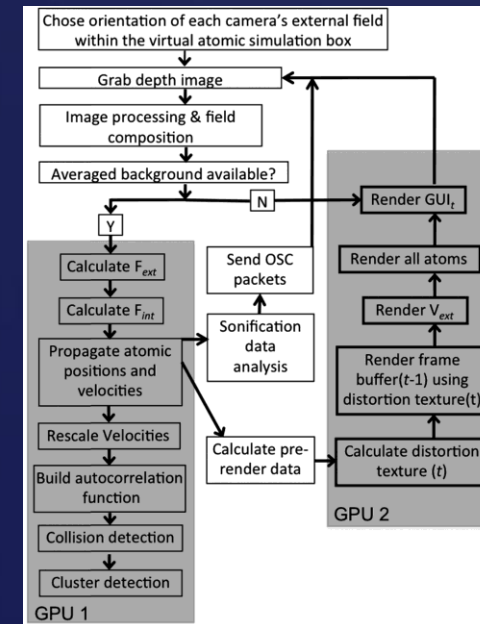 Chose orientation of each camera's external field
within the virtual atomic simulation box
Grab depth image
Image processing & field
composition
Averaged background available?
N
Y
Calculate Fext
Calculate Fint
Propagate atomic
positions and
velocities
Rescale Velocities
Build autocorrelation
function
Collision detection
Cluster detection
GPU 1
Send OSC
packets
Sonification
data
analysis
Calculate pre-
render data
Render GUIt
Render all atoms
Render Vext
Render frame
buffer(t-1) using
distortion texture(t)
Calculate distortion
texture (t)
GPU 2